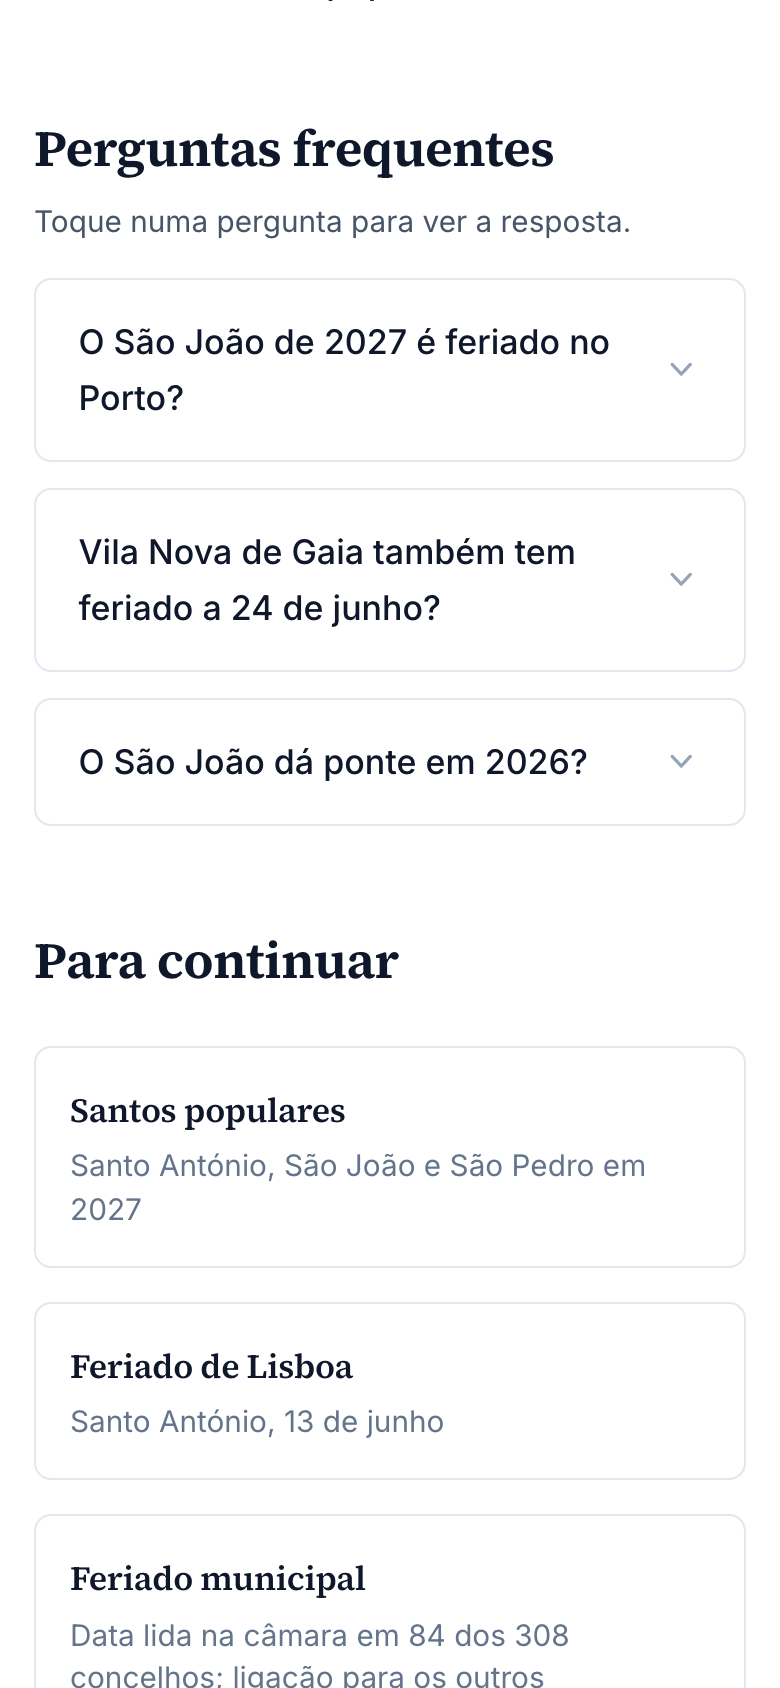 Perguntas frequentes
Toque numa pergunta para ver a resposta.
O São João de 2027 é feriado no
Porto?
Vila Nova de Gaia também tem
feriado a 24 de junho?
O São João dá ponte em 2026?
Para continuar
Santos populares
Santo António, São João e São Pedro em
2027
Feriado de Lisboa
Santo António, 13 de junho
Feriado municipal
Data lida na câmara em 84 dos 308
concelhos; ligação para os outros